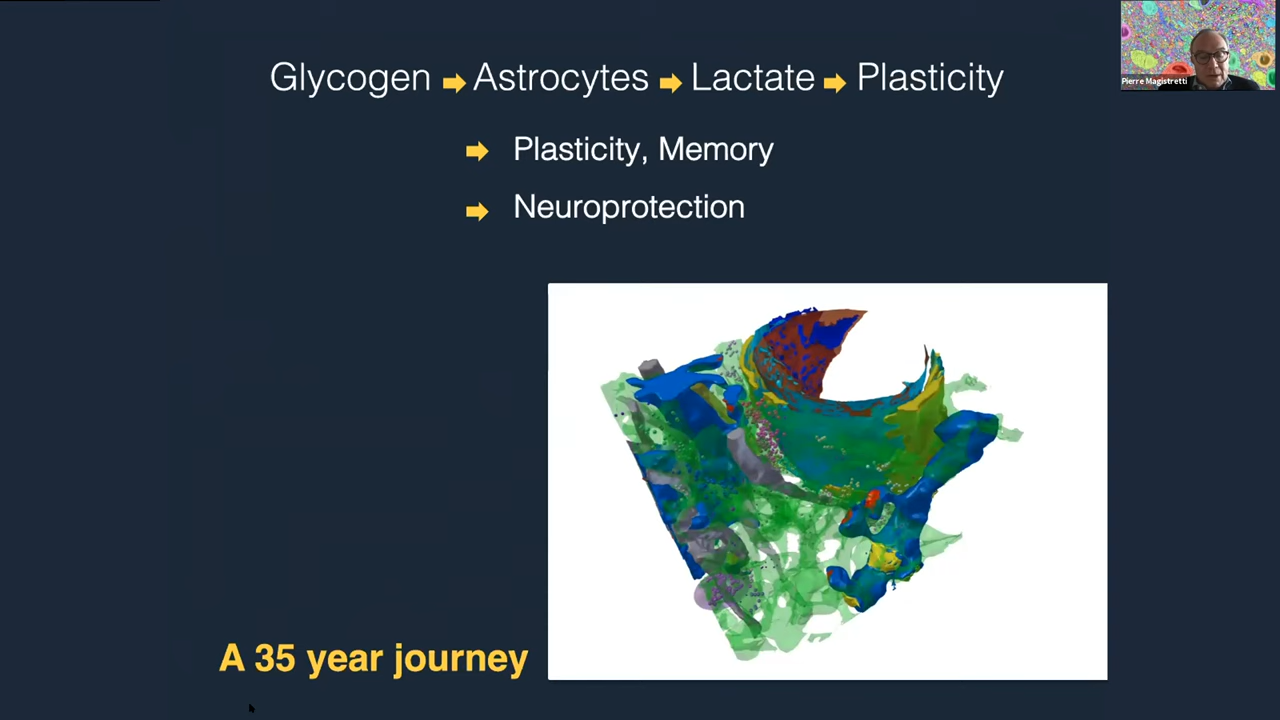 Glycogen Astrocytes Lactate Plasticity
Plasticity, Memory
Neuroprotection
A 35 year journey
Pierre Magistretti